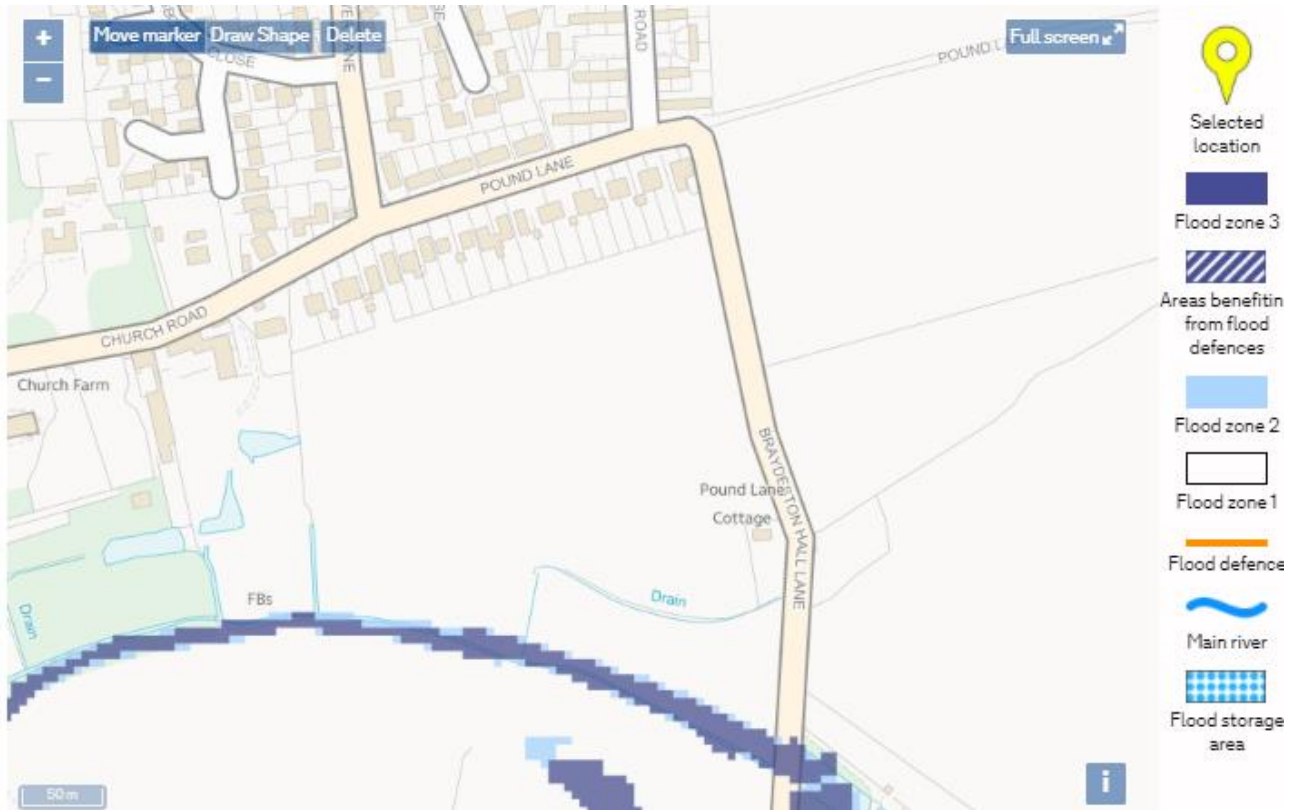 +
−
Move marker
Draw Shape
Delete
Full screen
CLOSE
LANE
ROAD
POUND L
POUND LANE
CHURCH ROAD
Church Farm
BRAYDESTON HALL LANE
Pound Lane
Cottage
Drain
FBs
Drain
50 m
i
Selected
location
Flood zone 3
Areas benefitin
from flood
defences
Flood zone 2
Flood zone 1
Flood defence
Main river
Flood storage
area